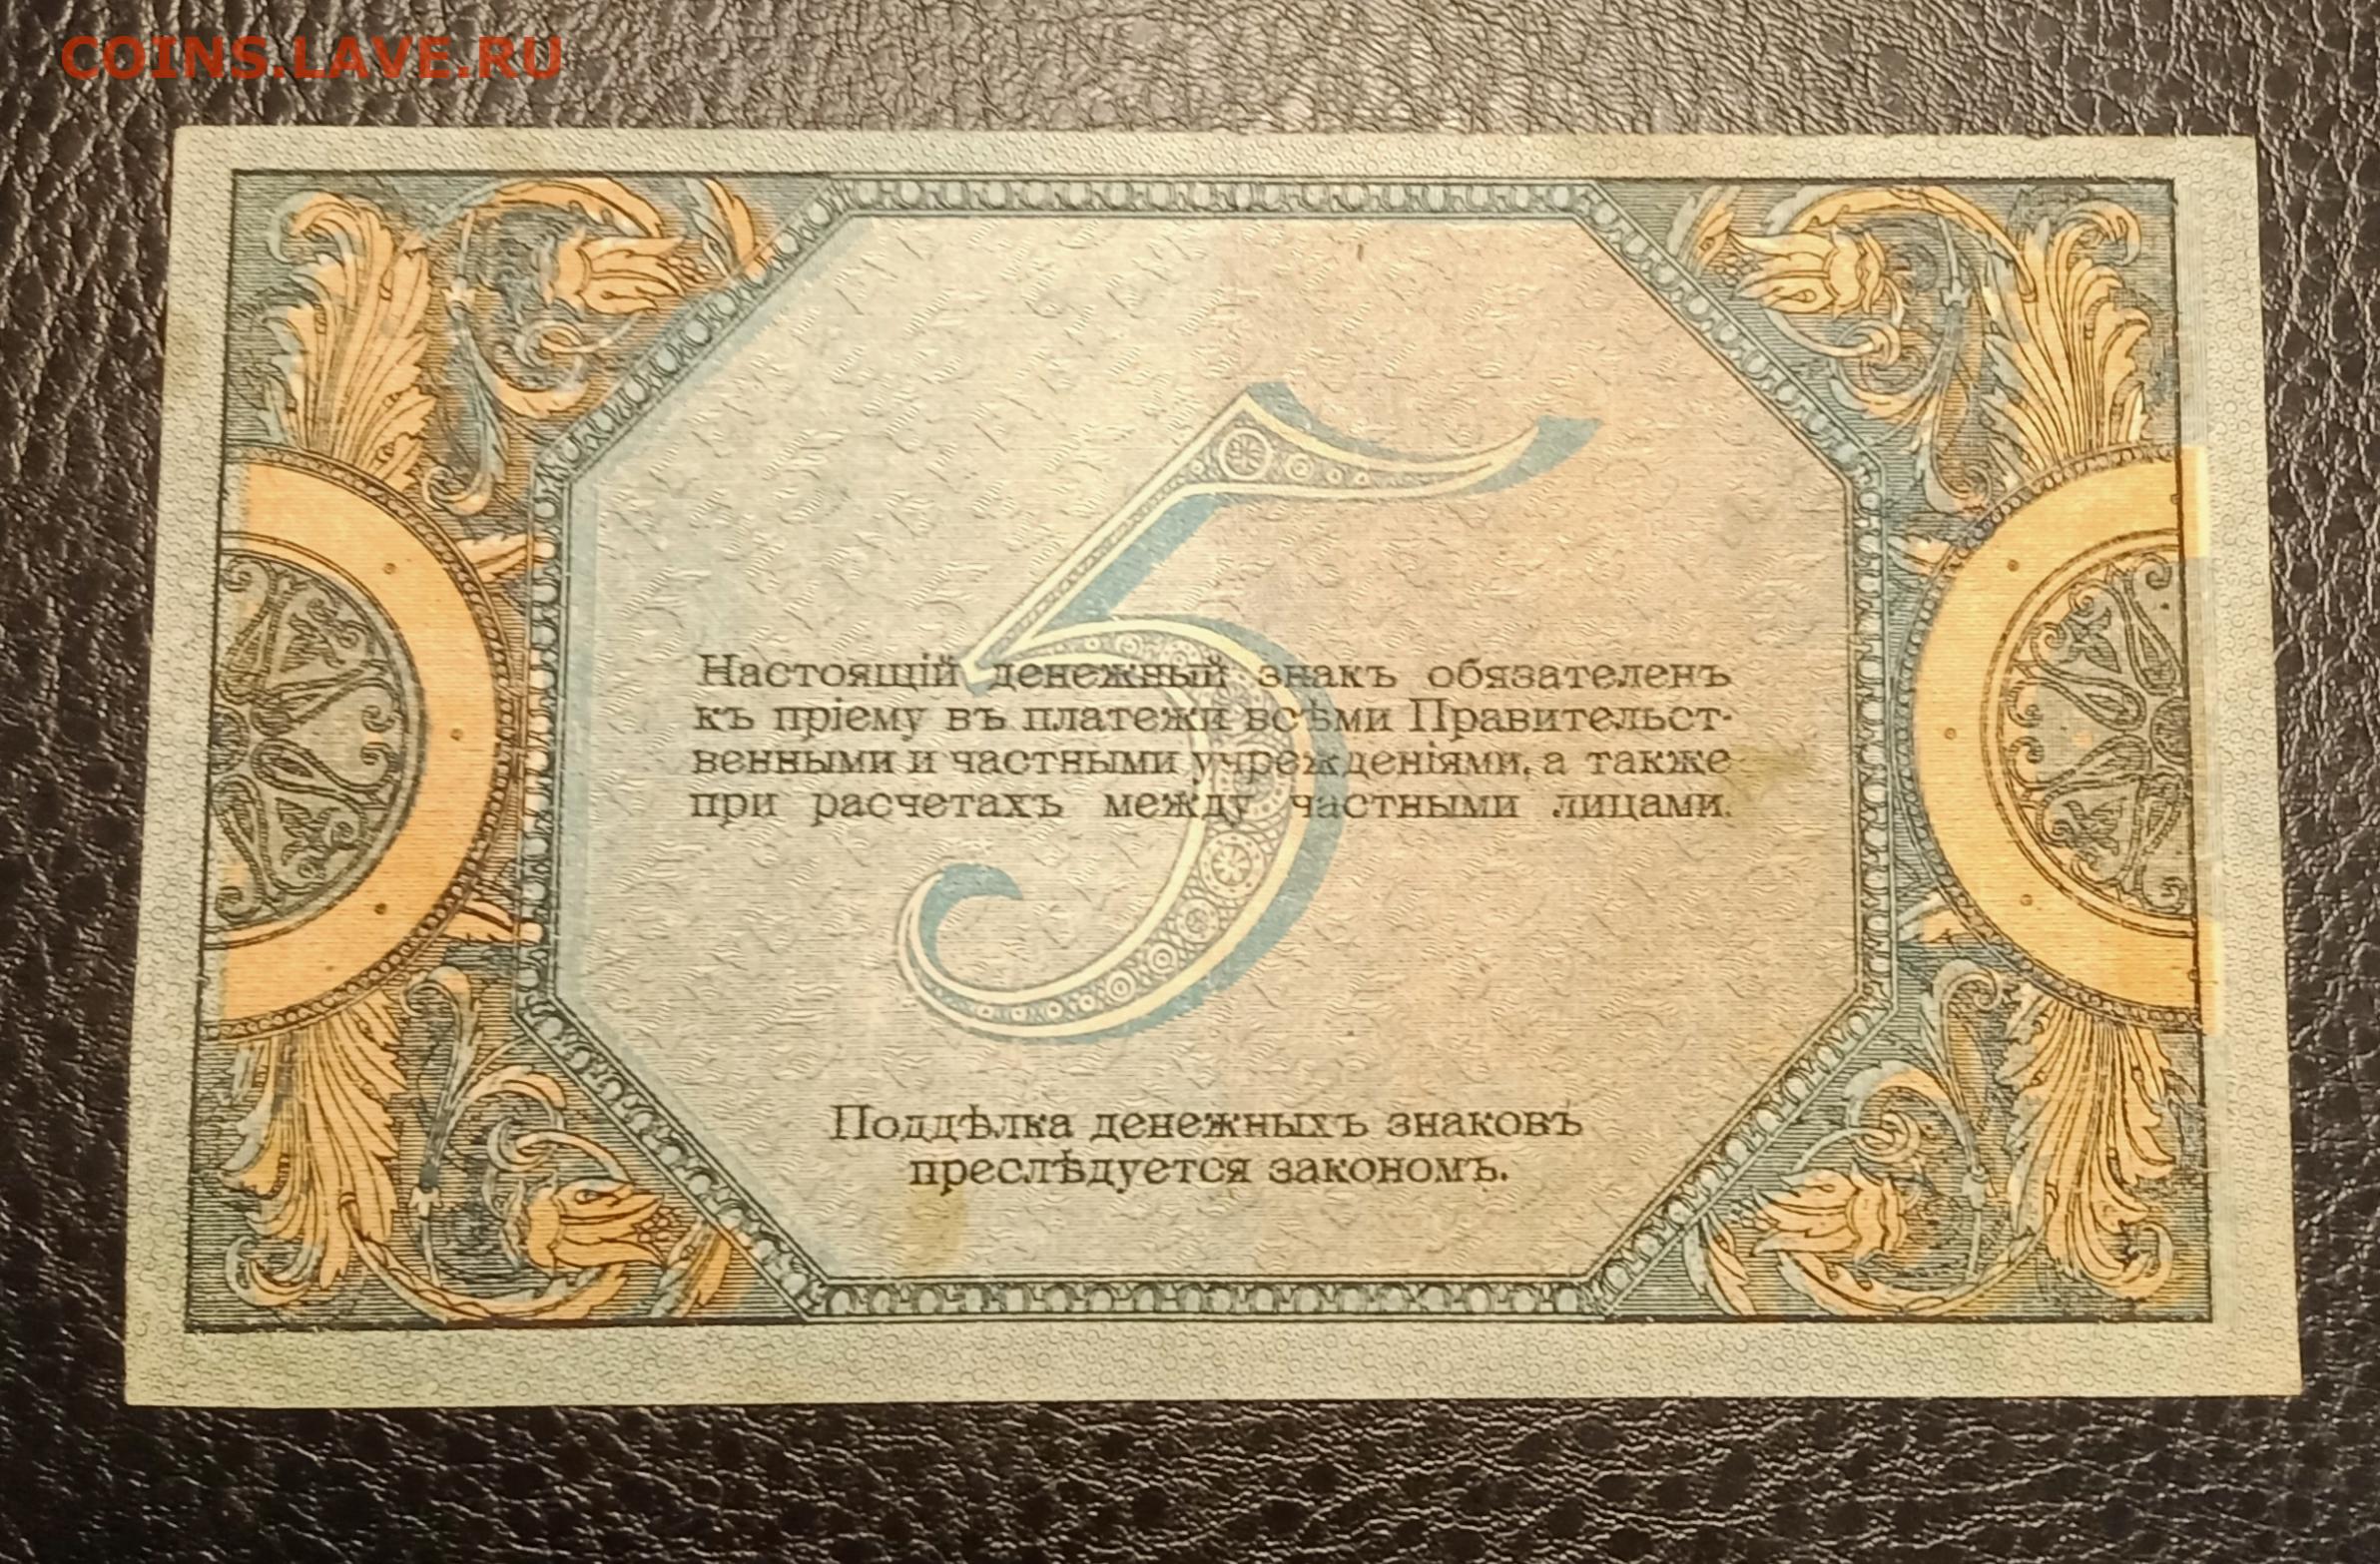 COINS.LAVE.RU
5
Настоящій денежный знакъ обязателенъ
къ пріему въ платежи всѣми Правительст-
венными и частными учрежденіями, а также
при расчетахъ между частными лицами.
Поддѣлка денежныхъ знаковъ
преслѣдуется закономъ.